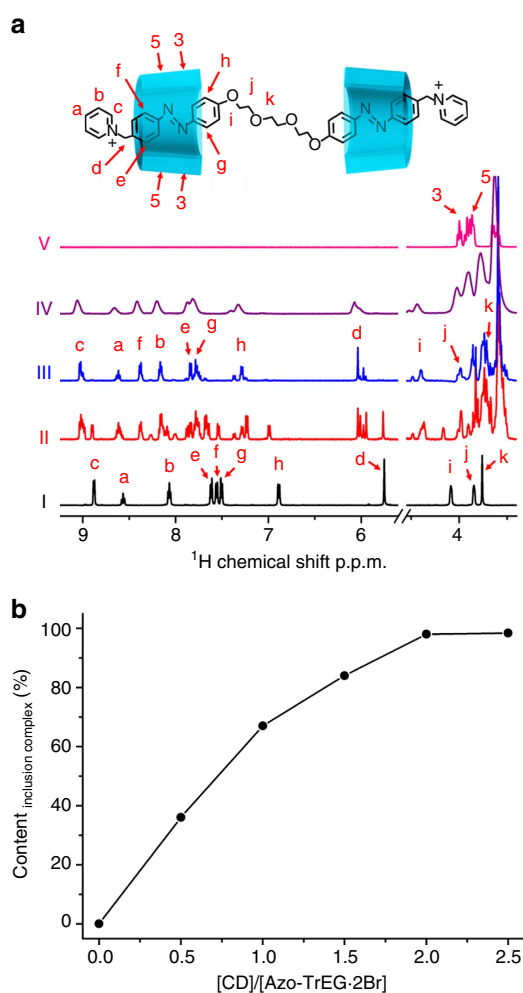 a
5 3
h
f
j
b
k
a
c
N
N
O
i
O
O
O
N
N
N
+
N
+
d
e
g
5 3
5
3
V
IV
c a f b e g h d i j k
III
II
c a b e f g h d i j k
I
9 8 7 6 4
¹H chemical shift p.p.m.
b
100
80
60
40
20
0
Content inclusion complex (%)
0.0 0.5 1.0 1.5 2.0 2.5
[CD]/[Azo-TrEG·2Br]